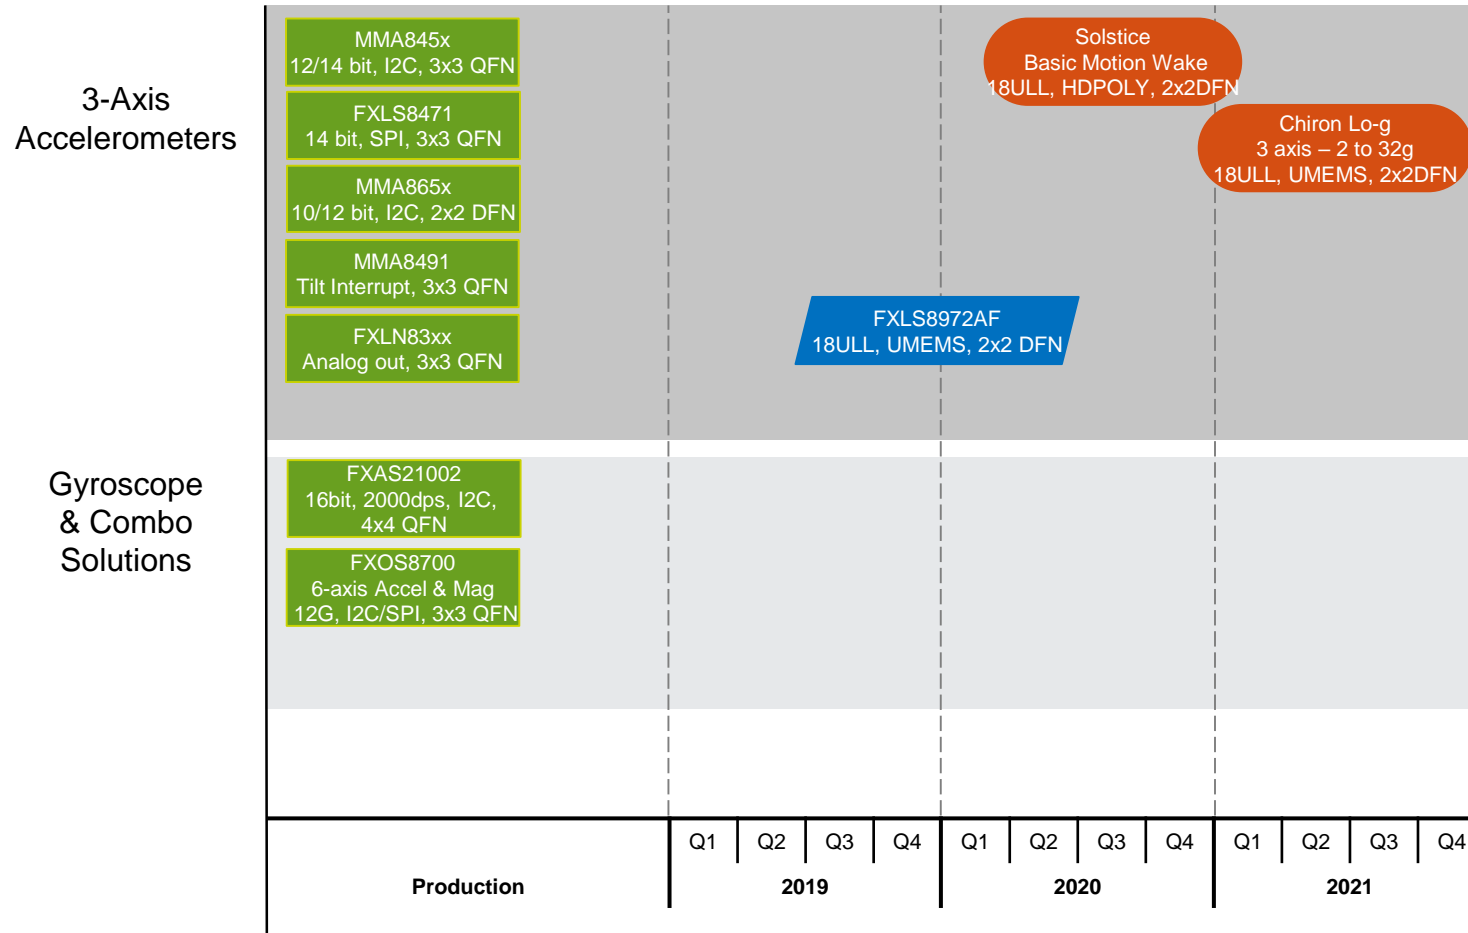 3-Axis
Accelerometers
MMA845x
12/14 bit, I2C, 3x3 QFN
FXLS8471
14 bit, SPI, 3x3 QFN
MMA865x
10/12 bit, I2C, 2x2 DFN
MMA8491
Tilt Interrupt, 3x3 QFN
FXLN83xx
Analog out, 3x3 QFN
Solstice
Basic Motion Wake
18ULL, HDPOLY, 2x2DFN
Chiron Lo-g
3 axis – 2 to 32g
18ULL, UMEMS, 2x2DFN
FXLS8972AF
18ULL, UMEMS, 2x2 DFN
Gyroscope
& Combo
Solutions
FXAS21002
16bit, 2000dps, I2C,
4x4 QFN
FXOS8700
6-axis Accel & Mag
12G, I2C/SPI, 3x3 QFN
Q1 Q2 Q3 Q4 Q1 Q2 Q3 Q4 Q1 Q2 Q3 Q4
Production 2019 2020 2021